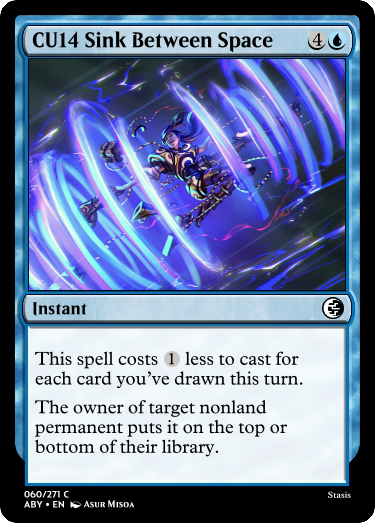 CU14 Sink Between Space 4
Instant
This spell costs 1 less to cast for
each card you've drawn this turn.
The owner of target nonland
permanent puts it on the top or
bottom of their library.
060/271 C
Stasis
ABY • EN Asur Misoa